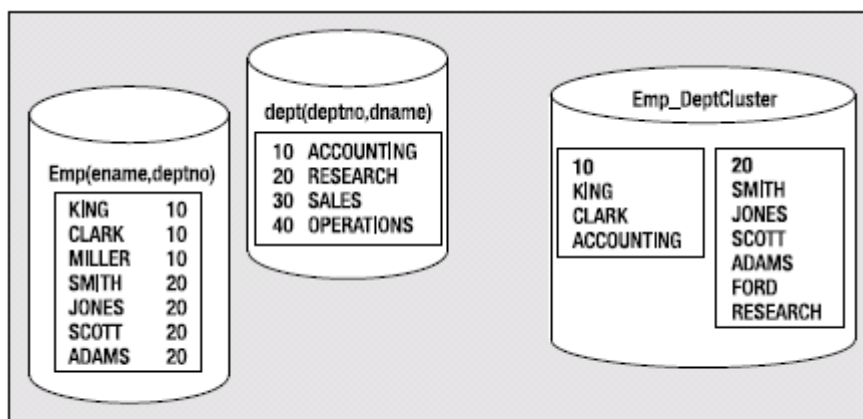 Emp(ename,deptno)
KING 10
CLARK 10
MILLER 10
SMITH 20
JONES 20
SCOTT 20
ADAMS 20
dept(deptno,dname)
10 ACCOUNTING
20 RESEARCH
30 SALES
40 OPERATIONS
Emp_DeptCluster
10
KING
CLARK
ACCOUNTING
20
SMITH
JONES
SCOTT
ADAMS
FORD
RESEARCH